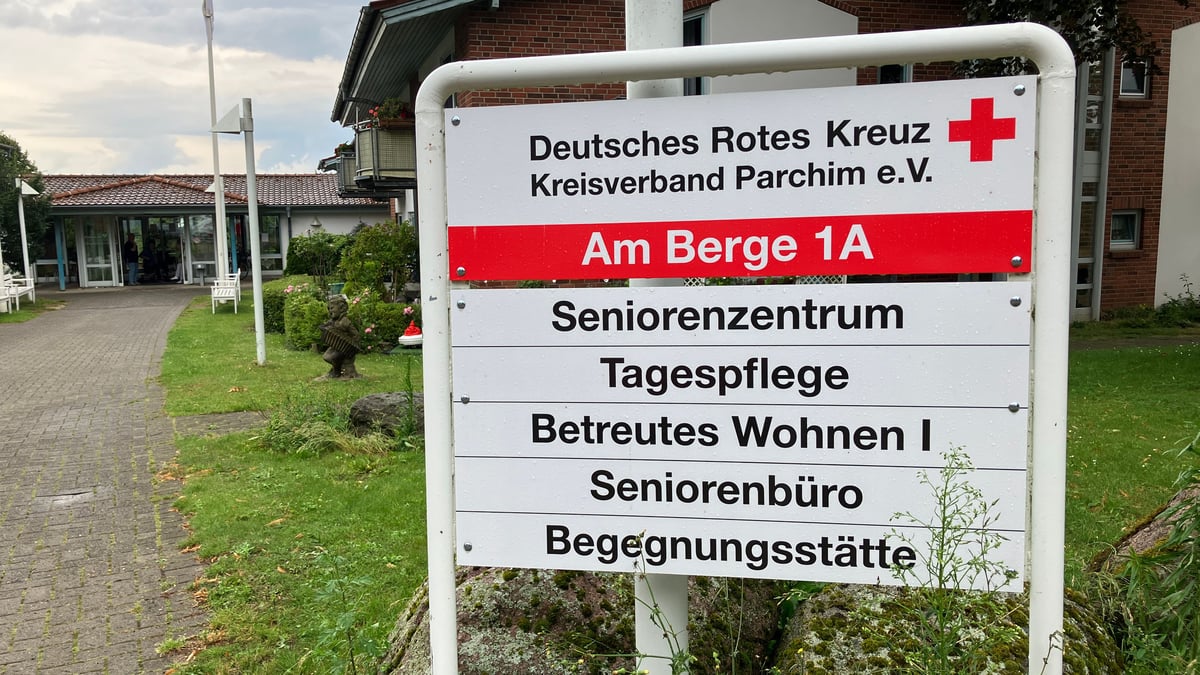 Deutsches Rotes Kreuz
Kreisverband Parchim e.V.
Am Berge 1A
Seniorenzentrum
Tagespflege
Betreutes Wohnen I
Seniorenbüro
Begegnungsstätte